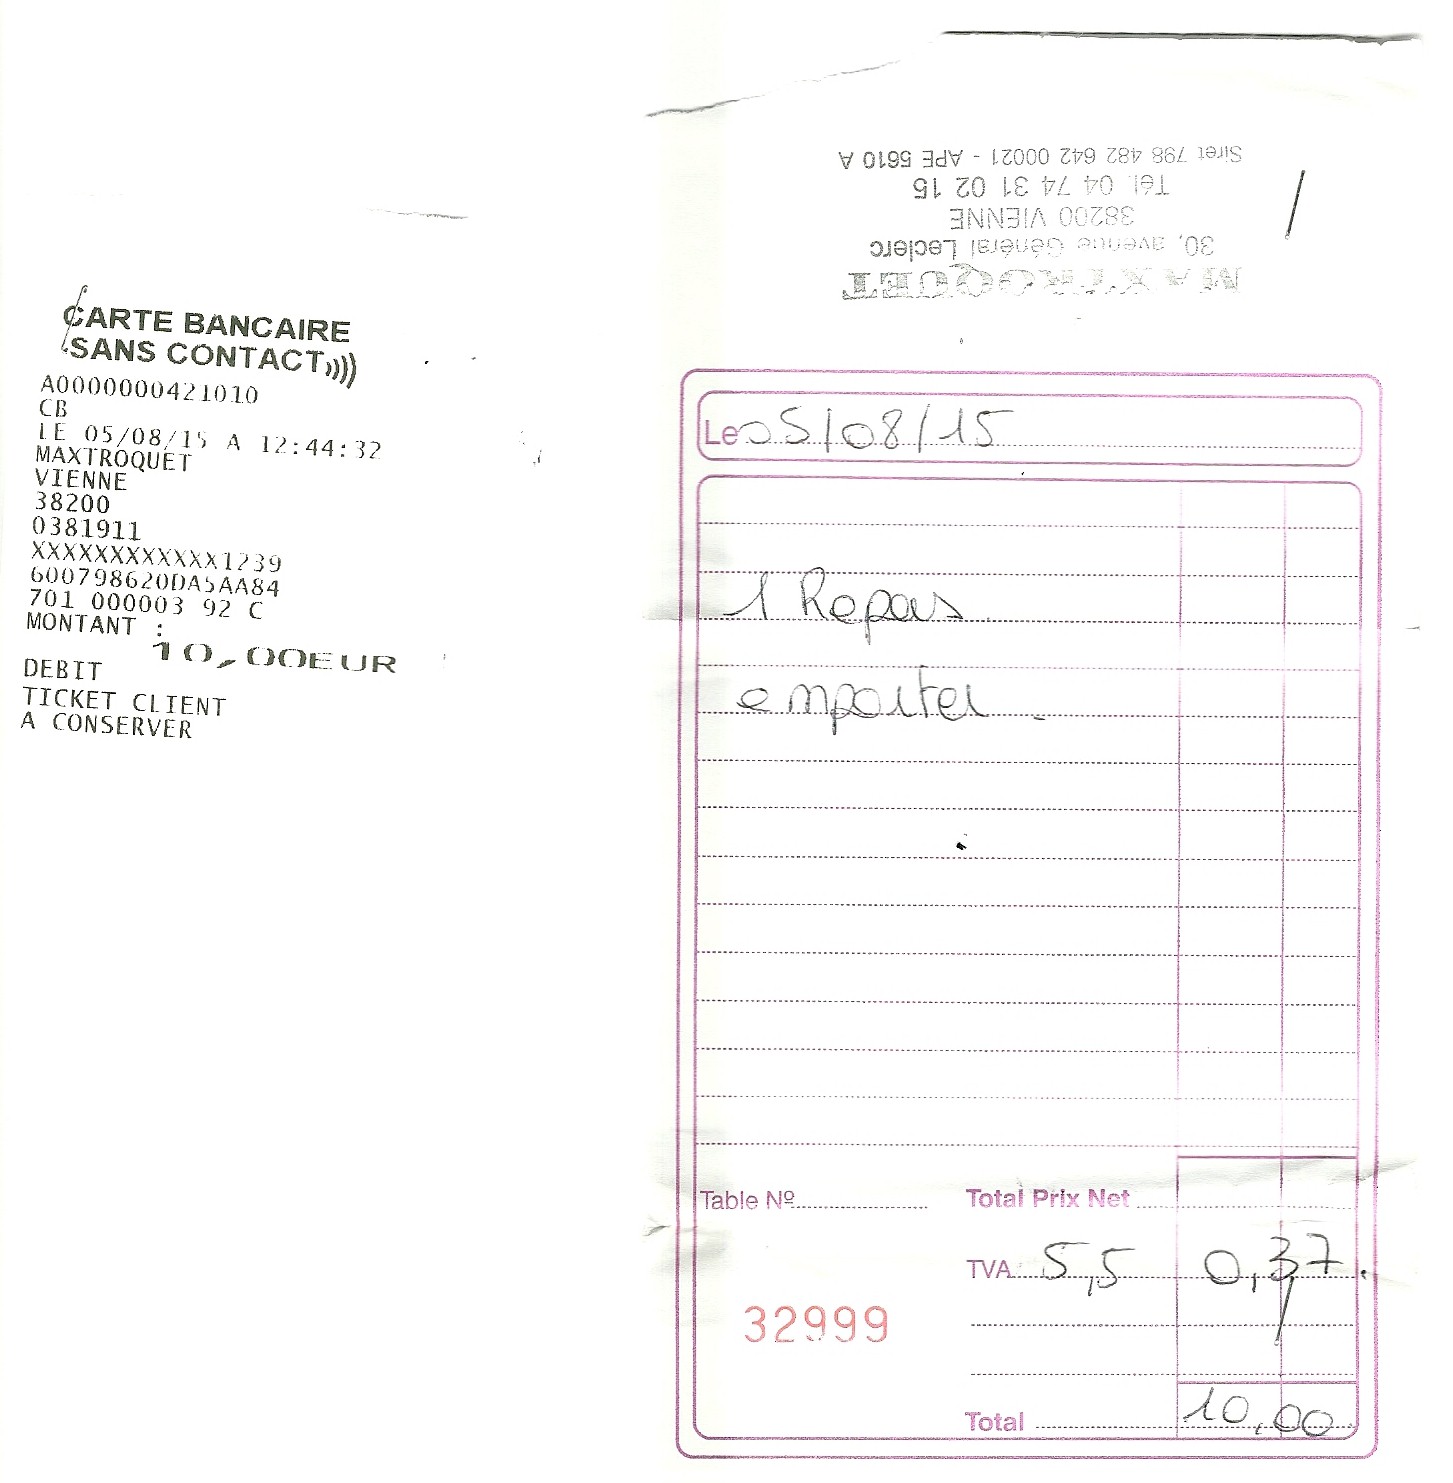 CARTE BANCAIRE
SANS CONTACT
A0000000421010
CB
LE 05/08/15 A 12:44:32
MAXTROQUET
VIENNE
38200
0381911
XXXXXXXXXXXX1239
600798620DA5AA84
701 000003 92 C
MONTANT :
10,00EUR
DEBIT
TICKET CLIENT
A CONSERVER
MAXTROQUET
30, avenue Général Leclerc
38200 VIENNE
Tél. 04 74 31 02 15
Siret 798 482 642 00021 - APE 5610 A
Le 05/08/15
1 Repas
emporter.
Table Nº
Total Prix Net
TVA 5,5 0,37.
32999
Total 10,00